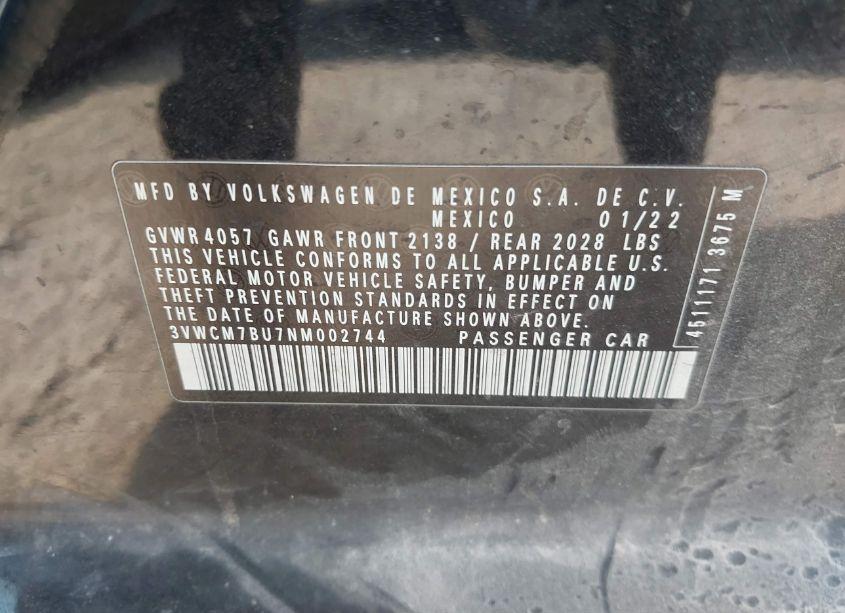 MFD BY VOLKSWAGEN DE MEXICO S.A. DE C.V.
MEXICO 01/22
GVWR 4057 GAWR FRONT 2138 / REAR 2028 LBS
THIS VEHICLE CONFORMS TO ALL APPLICABLE U.S.
FEDERAL MOTOR VEHICLE SAFETY, BUMPER AND
THEFT PREVENTION STANDARDS IN EFFECT ON
THE DATE OF MANUFACTURE SHOWN ABOVE.
3VWCM7BU7NM002744 PASSENGER CAR
4511171 3675 M